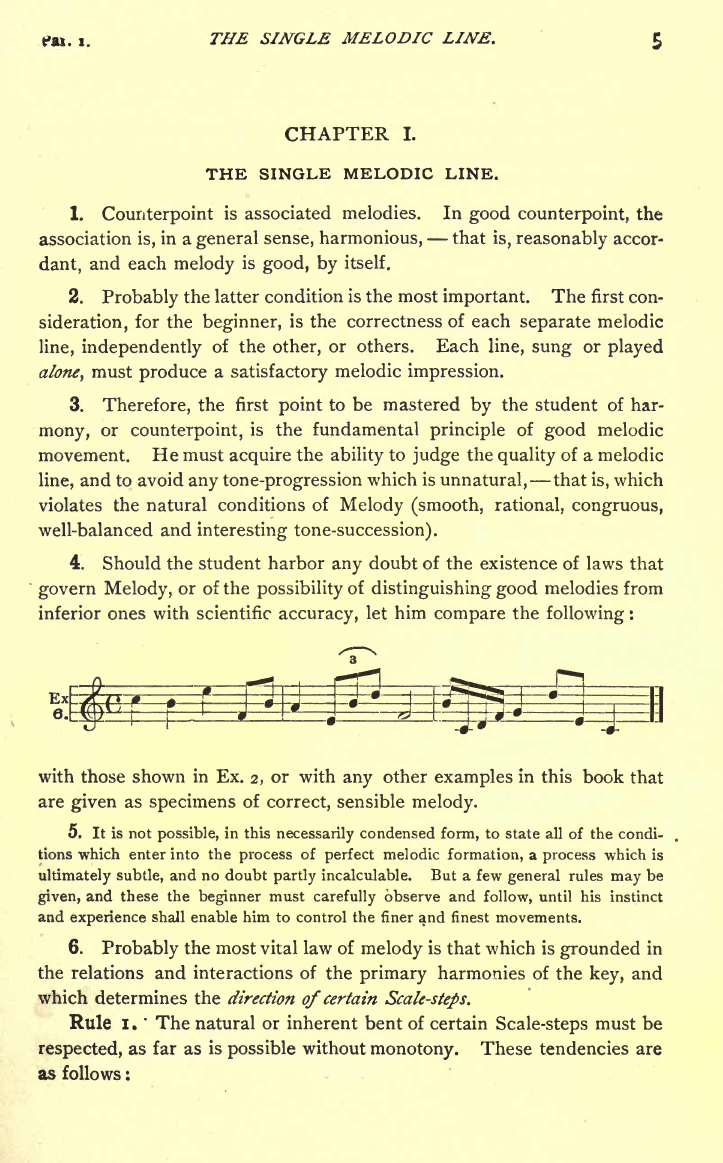 Par. 1. THE SINGLE MELODIC LINE. 5
CHAPTER I.
THE SINGLE MELODIC LINE.
1. Counterpoint is associated melodies. In good counterpoint, the
association is, in a general sense, harmonious, — that is, reasonably accor-
dant, and each melody is good, by itself.
2. Probably the latter condition is the most important. The first con-
sideration, for the beginner, is the correctness of each separate melodic
line, independently of the other, or others. Each line, sung or played
alone, must produce a satisfactory melodic impression.
3. Therefore, the first point to be mastered by the student of har-
mony, or counterpoint, is the fundamental principle of good melodic
movement. He must acquire the ability to judge the quality of a melodic
line, and to avoid any tone-progression which is unnatural,— that is, which
violates the natural conditions of Melody (smooth, rational, congruous,
well-balanced and interesting tone-succession).
4. Should the student harbor any doubt of the existence of laws that
govern Melody, or of the possibility of distinguishing good melodies from
inferior ones with scientific accuracy, let him compare the following :
3
Ex
6.
with those shown in Ex. 2, or with any other examples in this book that
are given as specimens of correct, sensible melody.
5. It is not possible, in this necessarily condensed form, to state all of the condi-
tions which enter into the process of perfect melodic formation, a process which is
ultimately subtle, and no doubt partly incalculable. But a few general rules may be
given, and these the beginner must carefully observe and follow, until his instinct
and experience shall enable him to control the finer and finest movements.
6. Probably the most vital law of melody is that which is grounded in
the relations and interactions of the primary harmonies of the key, and
which determines the direction of certain Scale-steps.
Rule 1. The natural or inherent bent of certain Scale-steps must be
respected, as far as is possible without monotony. These tendencies are
as follows :